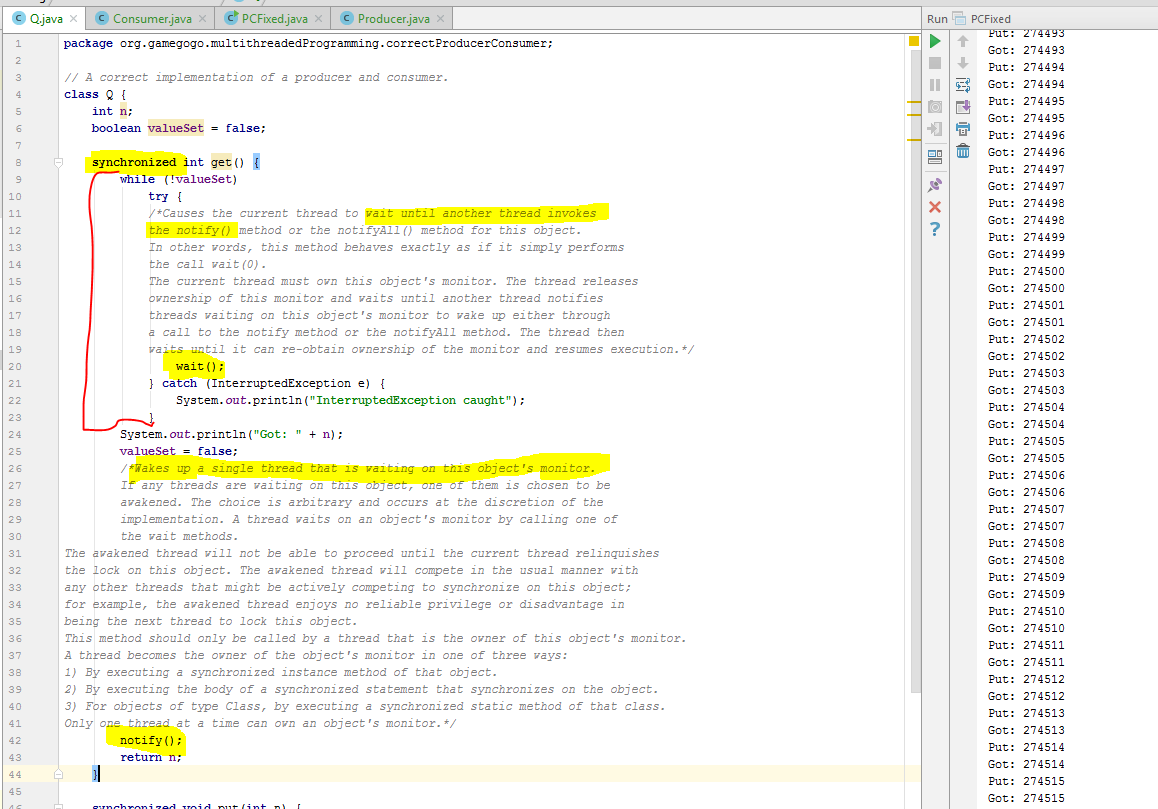 Q.java
Consumer.java
PCFixed.java
Producer.java
Run
PCFixed
1 package org.gamegogo.multithreadedProgramming.correctProducerConsumer;
2
3 // A correct implementation of a producer and consumer.
4 class Q {
5 int n;
6 boolean valueSet = false;
7
8 synchronized int get() {
9 while (!valueSet)
10 try {
11 /*Causes the current thread to wait until another thread invokes
12 the notify() method or the notifyAll() method for this object.
13 In other words, this method behaves exactly as if it simply performs
14 the call wait(0).
15 The current thread must own this object's monitor. The thread releases
16 ownership of this monitor and waits until another thread notifies
17 threads waiting on this object's monitor to wake up either through
18 a call to the notify method or the notifyAll method. The thread then
19 waits until it can re-obtain ownership of the monitor and resumes execution.*/
20 wait();
21 } catch (InterruptedException e) {
22 System.out.println("InterruptedException caught");
23 }
24 System.out.println("Got: " + n);
25 valueSet = false;
26 /*Wakes up a single thread that is waiting on this object's monitor.
27 If any threads are waiting on this object, one of them is chosen to be
28 awakened. The choice is arbitrary and occurs at the discretion of the
29 implementation. A thread waits on an object's monitor by calling one of
30 the wait methods.
31 The awakened thread will not be able to proceed until the current thread relinquishes
32 the lock on this object. The awakened thread will compete in the usual manner with
33 any other threads that might be actively competing to synchronize on this object;
34 for example, the awakened thread enjoys no reliable privilege or disadvantage in
35 being the next thread to lock this object.
36 This method should only be called by a thread that is the owner of this object's monitor.
37 A thread becomes the owner of the object's monitor in one of three ways:
38 1) By executing a synchronized instance method of that object.
39 2) By executing the body of a synchronized statement that synchronizes on the object.
40 3) For objects of type Class, by executing a synchronized static method of that class.
41 Only one thread at a time can own an object's monitor.*/
42 notify();
43 return n;
44 }
45
46 synchronized void put(int n) {
Put: 274493
Got: 274493
Put: 274494
Got: 274494
Put: 274495
Got: 274495
Put: 274496
Got: 274496
Put: 274497
Got: 274497
Put: 274498
Got: 274498
Put: 274499
Got: 274499
Put: 274500
Got: 274500
Put: 274501
Got: 274501
Put: 274502
Got: 274502
Put: 274503
Got: 274503
Put: 274504
Got: 274504
Put: 274505
Got: 274505
Put: 274506
Got: 274506
Put: 274507
Got: 274507
Put: 274508
Got: 274508
Put: 274509
Got: 274509
Put: 274510
Got: 274510
Put: 274511
Got: 274511
Put: 274512
Got: 274512
Put: 274513
Got: 274513
Put: 274514
Got: 274514
Put: 274515
Got: 274515